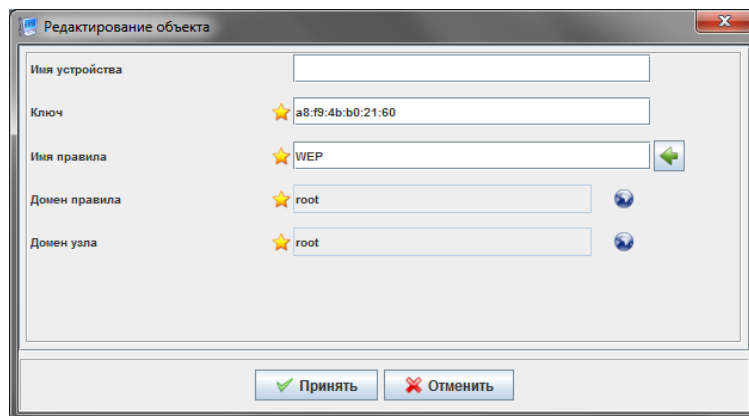 Редактирование объекта
Имя устройства
Ключ a8:f9:4b:b0:21:60
Имя правила WEP
Домен правила root
Домен узла root
Принять Отменить